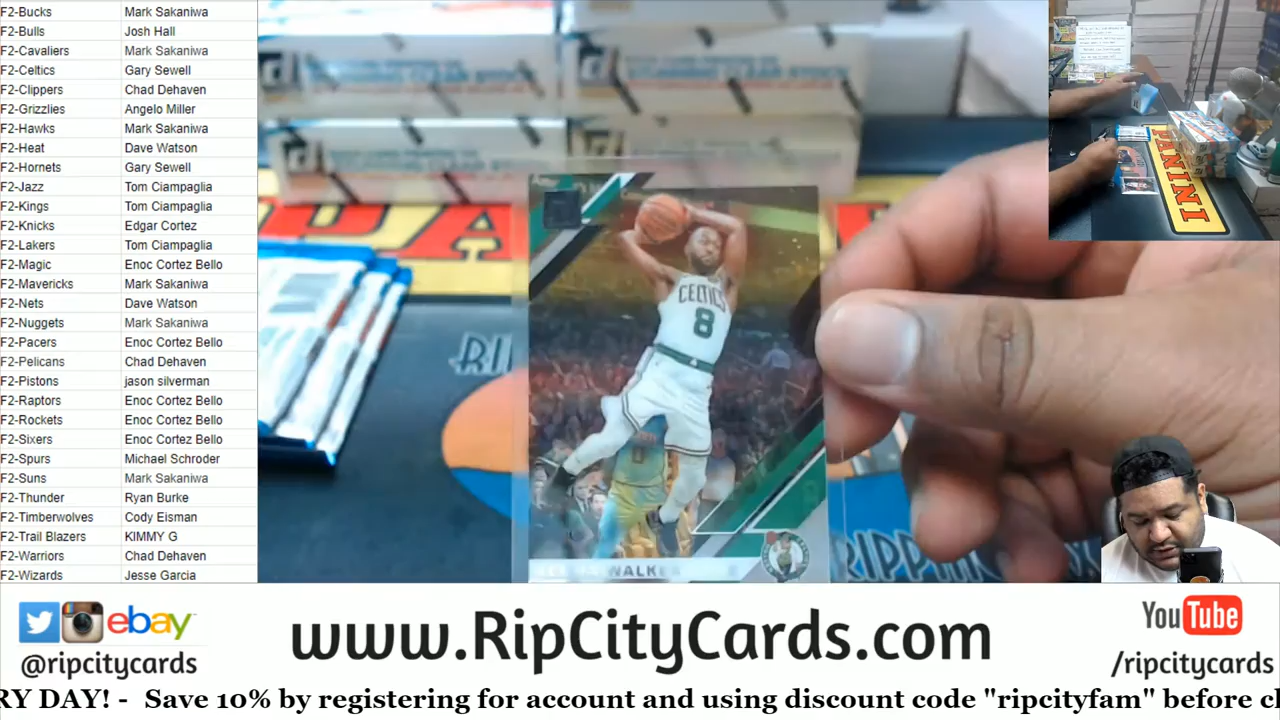 F2-Bucks Mark Sakaniwa
F2-Bulls Josh Hall
F2-Cavaliers Mark Sakaniwa
F2-Celtics Gary Sewell
F2-Clippers Chad Dehaven
F2-Grizzlies Angelo Miller
F2-Hawks Mark Sakaniwa
F2-Heat Dave Watson
F2-Hornets Gary Sewell
F2-Jazz Tom Ciampaglia
F2-Kings Tom Ciampaglia
F2-Knicks Edgar Cortez
F2-Lakers Tom Ciampaglia
F2-Magic Enoc Cortez Bello
F2-Mavericks Mark Sakaniwa
F2-Nets Dave Watson
F2-Nuggets Mark Sakaniwa
F2-Pacers Enoc Cortez Bello
F2-Pelicans Chad Dehaven
F2-Pistons jason silverman
F2-Raptors Enoc Cortez Bello
F2-Rockets Enoc Cortez Bello
F2-Sixers Enoc Cortez Bello
F2-Spurs Michael Schroder
F2-Suns Mark Sakaniwa
F2-Thunder Ryan Burke
F2-Timberwolves Cody Eisman
F2-Trail Blazers KIMMY G
F2-Warriors Chad Dehaven
F2-Wizards Jesse Garcia
PANINI
CELTICS
8
WALKER
ebay
@ripcitycards
www.RipCityCards.com
YouTube
/ripcitycards
RY DAY! - Save 10% by registering for account and using discount code "ripcityfam" before c